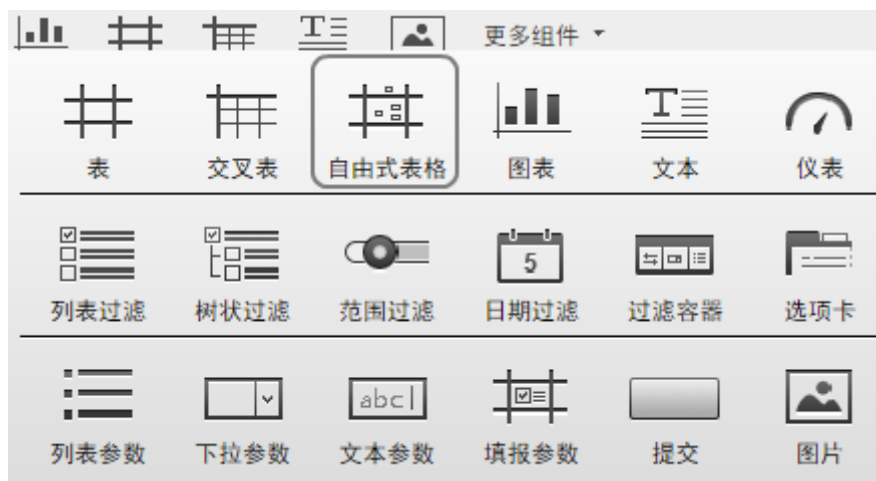 更多组件
表 交叉表 自由式表格 图表 文本 仪表
5
列表过滤 树状过滤 范围过滤 日期过滤 过滤容器 选项卡
abc
列表参数 下拉参数 文本参数 填报参数 提交 图片